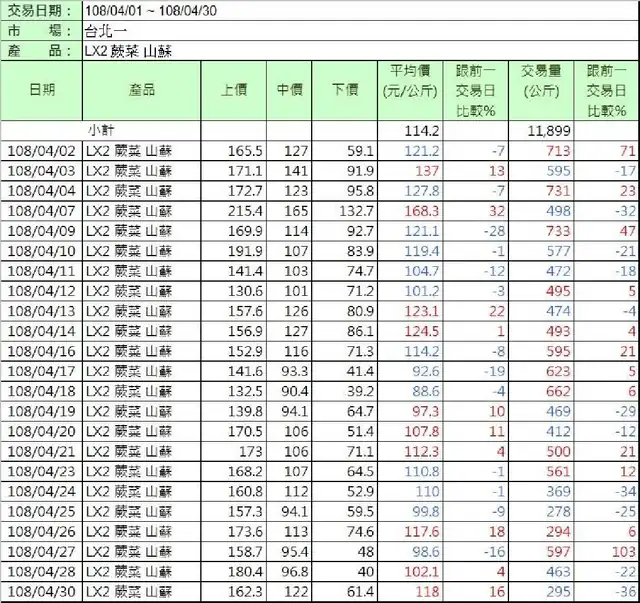 交易日期： 108/04/01 ~ 108/04/30
市 場： 台北一
產 品： LX2 蕨菜 山蘇
日期 產品 上價 中價 下價 平均價 (元/公斤) 跟前一交易日比較% 交易量 (公斤) 跟前一交易日比較%
小計 114.2 11,899
108/04/02 LX2 蕨菜 山蘇 165.5 127 59.1 121.2 -7 713 71
108/04/03 LX2 蕨菜 山蘇 171.1 141 91.9 137 13 595 -17
108/04/04 LX2 蕨菜 山蘇 172.7 123 95.8 127.8 -7 731 23
108/04/07 LX2 蕨菜 山蘇 215.4 165 132.7 168.3 32 498 -32
108/04/09 LX2 蕨菜 山蘇 169.9 114 92.7 121.1 -28 733 47
108/04/10 LX2 蕨菜 山蘇 191.9 107 83.9 119.4 -1 577 -21
108/04/11 LX2 蕨菜 山蘇 141.4 103 74.7 104.7 -12 472 -18
108/04/12 LX2 蕨菜 山蘇 130.6 101 71.2 101.2 -3 495 5
108/04/13 LX2 蕨菜 山蘇 157.6 126 80.9 123.1 22 474 -4
108/04/14 LX2 蕨菜 山蘇 156.9 127 86.1 124.5 1 493 4
108/04/16 LX2 蕨菜 山蘇 152.9 116 71.3 114.2 -8 595 21
108/04/17 LX2 蕨菜 山蘇 141.6 93.3 41.4 92.6 -19 623 5
108/04/18 LX2 蕨菜 山蘇 132.5 90.4 39.2 88.6 -4 662 6
108/04/19 LX2 蕨菜 山蘇 139.8 94.1 64.7 97.3 10 469 -29
108/04/20 LX2 蕨菜 山蘇 170.5 106 51.4 107.8 11 412 -12
108/04/21 LX2 蕨菜 山蘇 173 106 71.1 112.3 4 500 21
108/04/23 LX2 蕨菜 山蘇 168.2 107 64.5 110.8 -1 561 12
108/04/24 LX2 蕨菜 山蘇 160.8 112 52.9 110 -1 369 -34
108/04/25 LX2 蕨菜 山蘇 157.3 94.1 59.5 99.8 -9 278 -25
108/04/26 LX2 蕨菜 山蘇 173.6 113 74.6 117.6 18 294 6
108/04/27 LX2 蕨菜 山蘇 158.7 95.4 48 98.6 -16 597 103
108/04/28 LX2 蕨菜 山蘇 180.4 96.8 40 102.1 4 463 -22
108/04/30 LX2 蕨菜 山蘇 162.3 122 61.4 118 16 295 -36